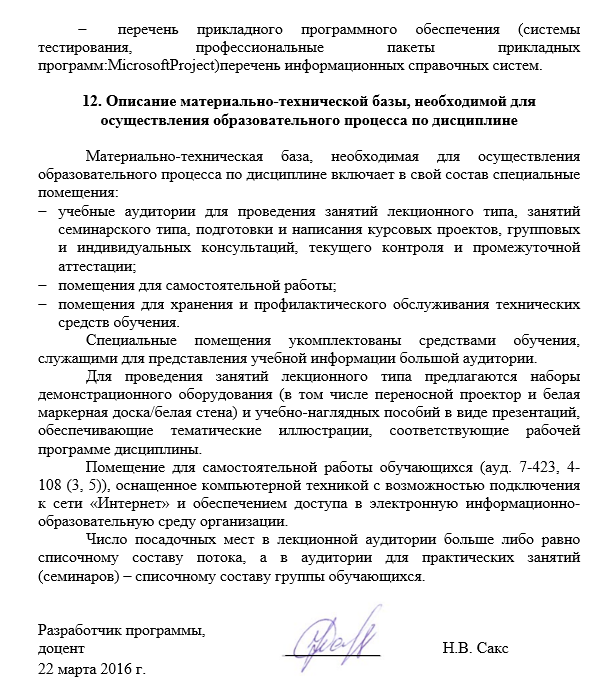 – перечень прикладного программного обеспечения (системы
тестирования, профессиональные пакеты прикладных
программ:MicrosoftProject)перечень информационных справочных систем.
12. Описание материально-технической базы, необходимой для
осуществления образовательного процесса по дисциплине
Материально-техническая база, необходимая для осуществления
образовательного процесса по дисциплине включает в свой состав специальные
помещения:
– учебные аудитории для проведения занятий лекционного типа, занятий
семинарского типа, подготовки и написания курсовых проектов, групповых
и индивидуальных консультаций, текущего контроля и промежуточной
аттестации;
– помещения для самостоятельной работы;
– помещения для хранения и профилактического обслуживания технических
средств обучения.
Специальные помещения укомплектованы средствами обучения,
служащими для представления учебной информации большой аудитории.
Для проведения занятий лекционного типа предлагаются наборы
демонстрационного оборудования (в том числе переносной проектор и белая
маркерная доска/белая стена) и учебно-наглядных пособий в виде презентаций,
обеспечивающие тематические иллюстрации, соответствующие рабочей
программе дисциплины.
Помещение для самостоятельной работы обучающихся (ауд. 7-423, 4-
108 (3, 5)), оснащенное компьютерной техникой с возможностью подключения
к сети «Интернет» и обеспечением доступа в электронную информационно-
образовательную среду организации.
Число посадочных мест в лекционной аудитории больше либо равно
списочному составу потока, а в аудитории для практических занятий
(семинаров) – списочному составу группы обучающихся.
Разработчик программы,
доцент Н.В. Сакс
22 марта 2016 г.